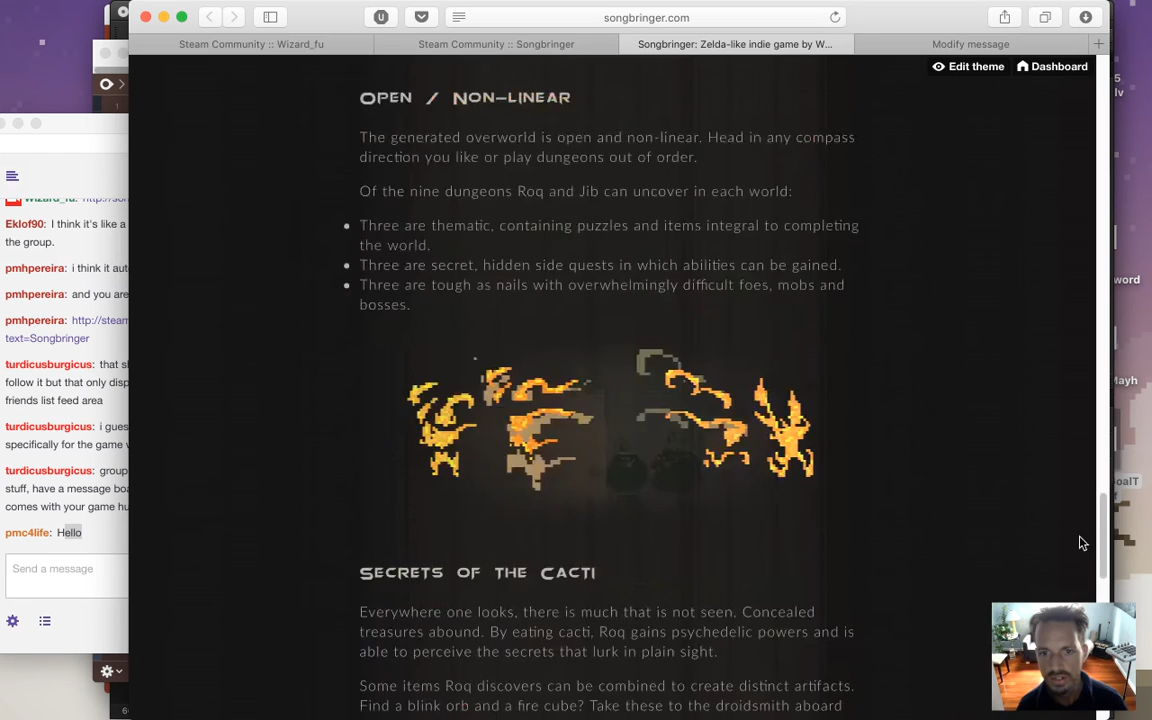 songbringer.com
Steam Community :: Wizard_fu
Steam Community :: Songbringer
Songbringer: Zelda-like indie game by W...
Modify message
Edit theme
Dashboard
Open / Non-linear
The generated overworld is open and non-linear. Head in any compass
direction you like or play dungeons out of order.
Of the nine dungeons Roq and Jib can uncover in each world:
Three are thematic, containing puzzles and items integral to completing
the world.
Three are secret, hidden side quests in which abilities can be gained.
Three are tough as nails with overwhelmingly difficult foes, mobs and
bosses.
Secrets of the Cacti
Everywhere one looks, there is much that is not seen. Concealed
treasures abound. By eating cacti, Roq gains psychedelic powers and is
able to perceive the secrets that lurk in plain sight.
Some items Roq discovers can be combined to create distinct artifacts.
Find a blink orb and a fire cube? Take these to the droidsmith aboard
Eklof90: I think it's like a
the group.
pmhpereira: i think it aut
pmhpereira: and you are
pmhpereira: http://steam
text=Songbringer
turdicusburgicus: that s
follow it but that only disp
friends list feed area
turdicusburgicus: i gues
specifically for the game w
turdicusburgicus: group
stuff, have a message boa
comes with your game hu
pmc4life: Hello
Send a message
5
lv
word
Mayh